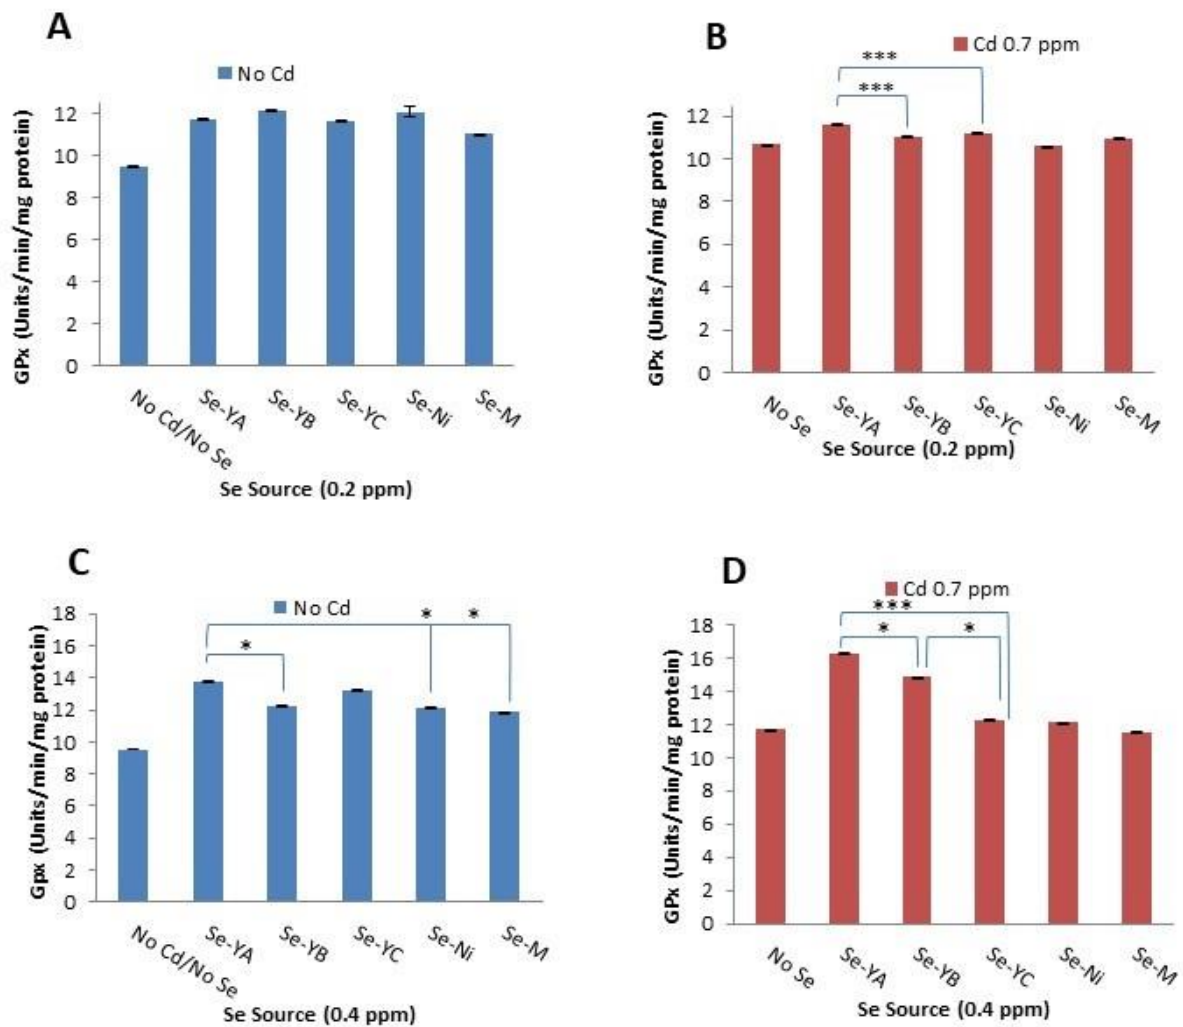 A
No Cd
GPx (Units/min/mg protein)
12
10
8
6
4
2
0
No Cd/No Se
Se-YA
Se-YB
Se-YC
Se-Ni
Se-M
Se Source (0.2 ppm)
B
Cd 0.7 ppm
***
***
GPx (Units/min/mg protein)
12
10
8
6
4
2
0
No Se
Se-YA
Se-YB
Se-YC
Se-Ni
Se-M
Se Source (0.2 ppm)
C
No Cd
* *
*
Gpx (Units/min/mg protein)
18
16
14
12
10
8
6
4
2
0
No Cd/No Se
Se-YA
Se-YB
Se-YC
Se-Ni
Se-M
Se Source (0.4 ppm)
D
Cd 0.7 ppm
***
* *
GPx (Units/min/mg protein)
18
16
14
12
10
8
6
4
2
0
No Se
Se-YA
Se-YB
Se-YC
Se-Ni
Se-M
Se Source (0.4 ppm)